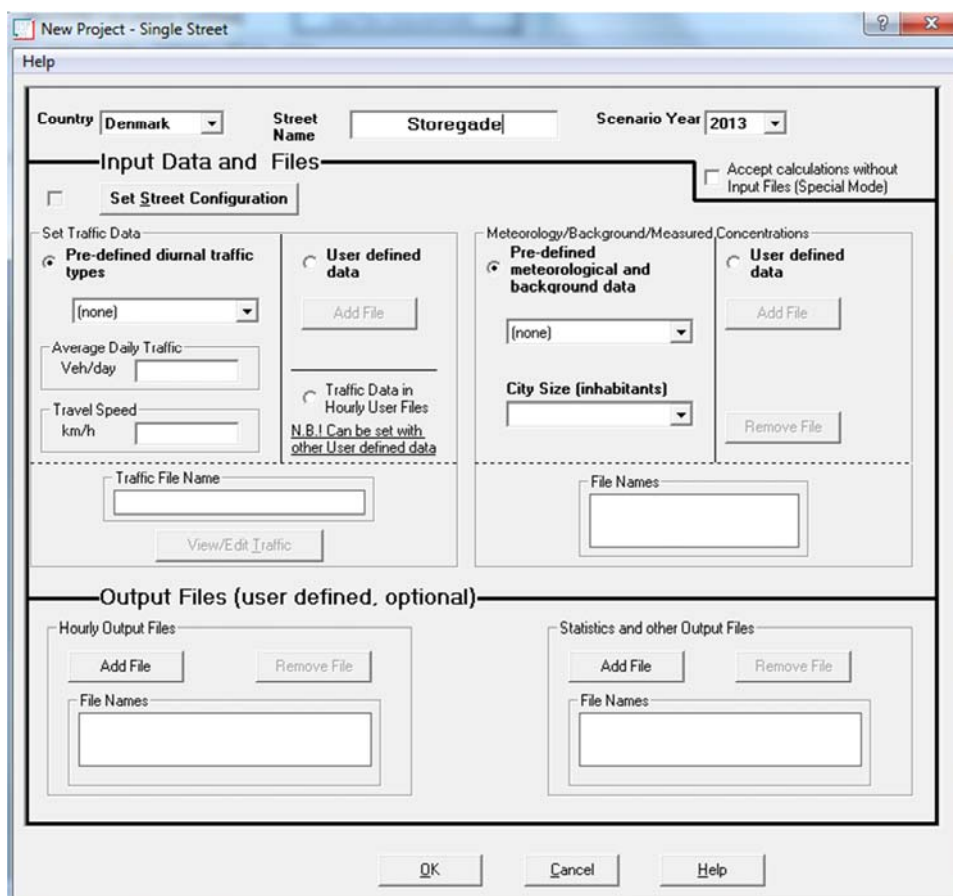 New Project - Single Street
Help
Country Denmark Street Name Storegade Scenario Year 2013
Input Data and Files
Accept calculations without
Input Files (Special Mode)
Set Street Configuration
Set Traffic Data
Pre-defined diurnal traffic
types
(none)
Average Daily Traffic
Veh/day
Travel Speed
km/h
User defined
data
Add File
Traffic Data in
Hourly User Files
N.B.! Can be set with
other User defined data
Traffic File Name
View/Edit Traffic
Meteorology/Background/Measured Concentrations
Pre-defined
meteorological and
background data
(none)
City Size (inhabitants)
User defined
data
Add File
Remove File
File Names
Output Files (user defined, optional)
Hourly Output Files
Add File Remove File
File Names
Statistics and other Output Files
Add File Remove File
File Names
OK Cancel Help